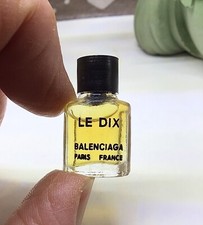 LE DIX
BALENCIAGA
PARIS FRANCE